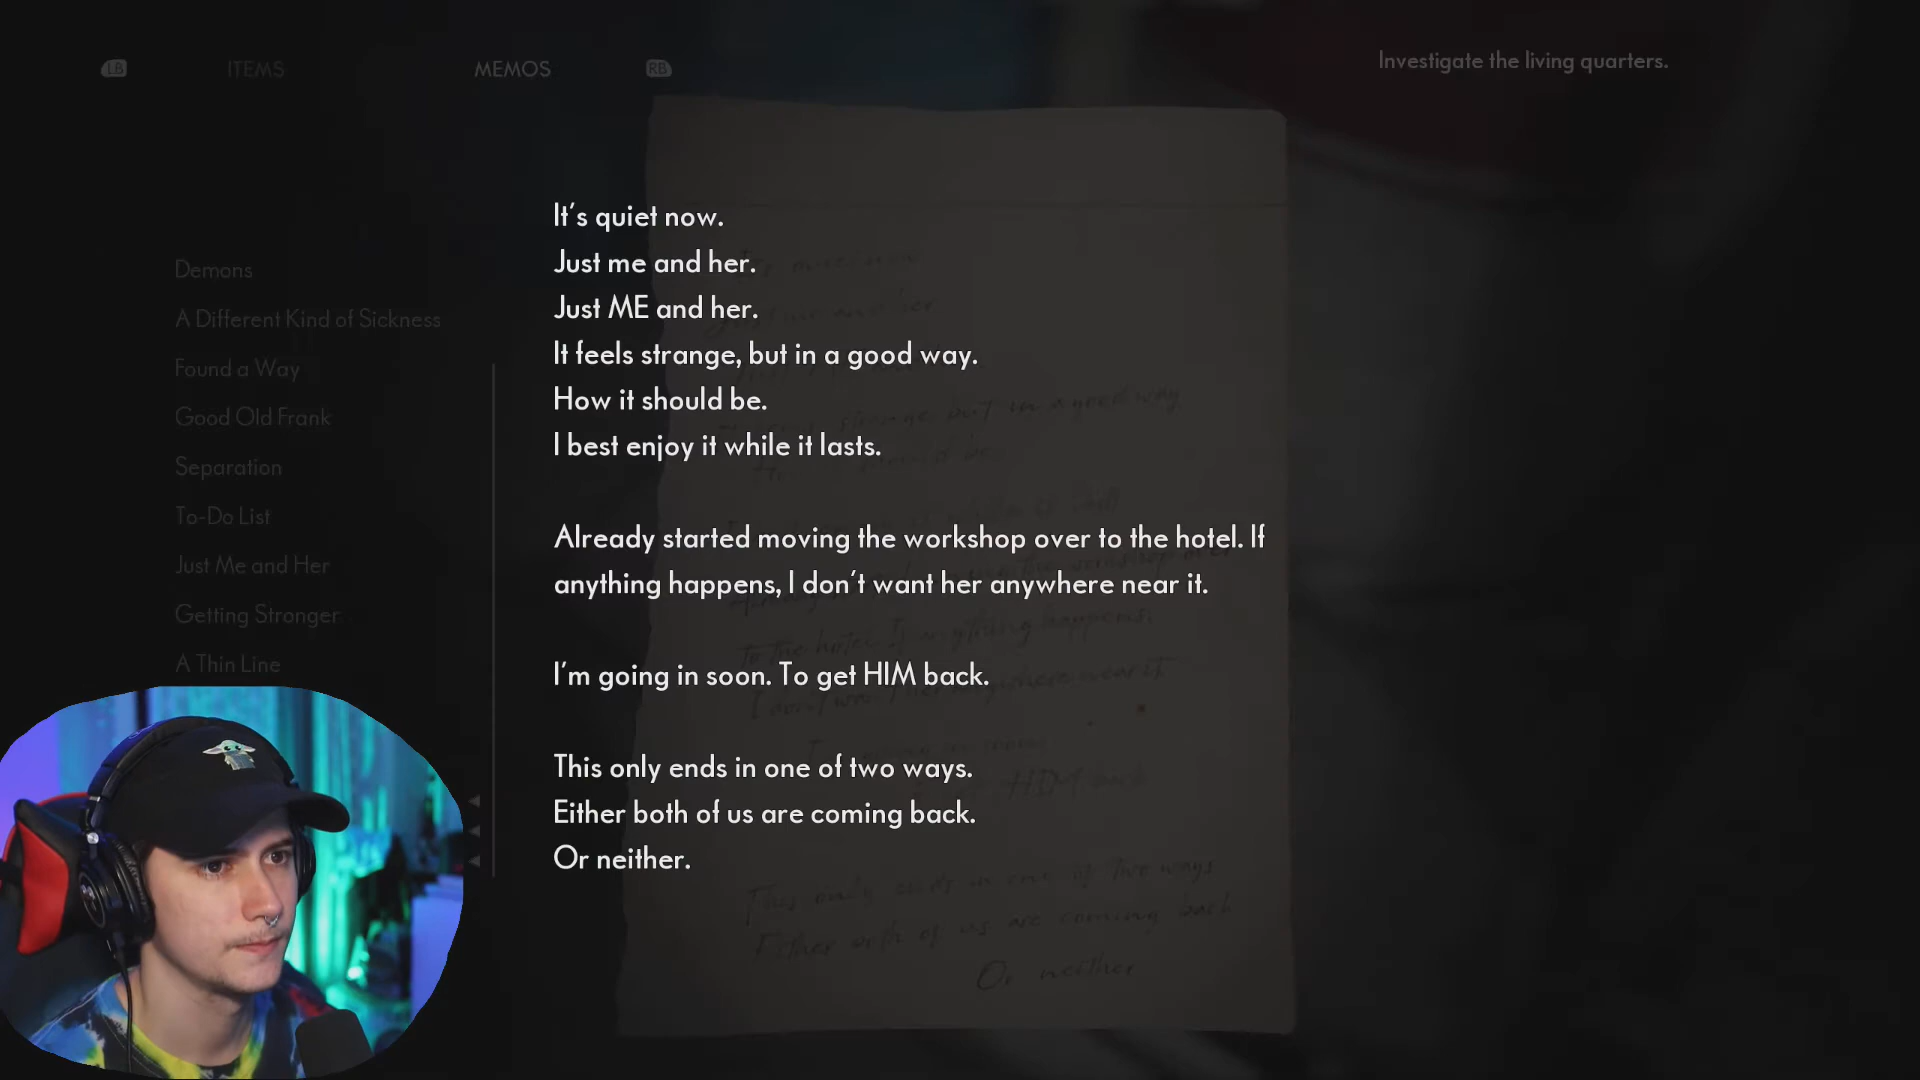 LB ITEMS MEMOS RB
Investigate the living quarters.
Demons
A Different Kind of Sickness
Found a Way
Good Old Frank
Separation
To-Do List
Just Me and Her
Getting Stronger
A Thin Line
It's quiet now.
Just me and her.
Just ME and her.
It feels strange, but in a good way.
How it should be.
I best enjoy it while it lasts.
Already started moving the workshop over to the hotel. If
anything happens, I don't want her anywhere near it.
I'm going in soon. To get HIM back.
This only ends in one of two ways.
Either both of us are coming back.
Or neither.